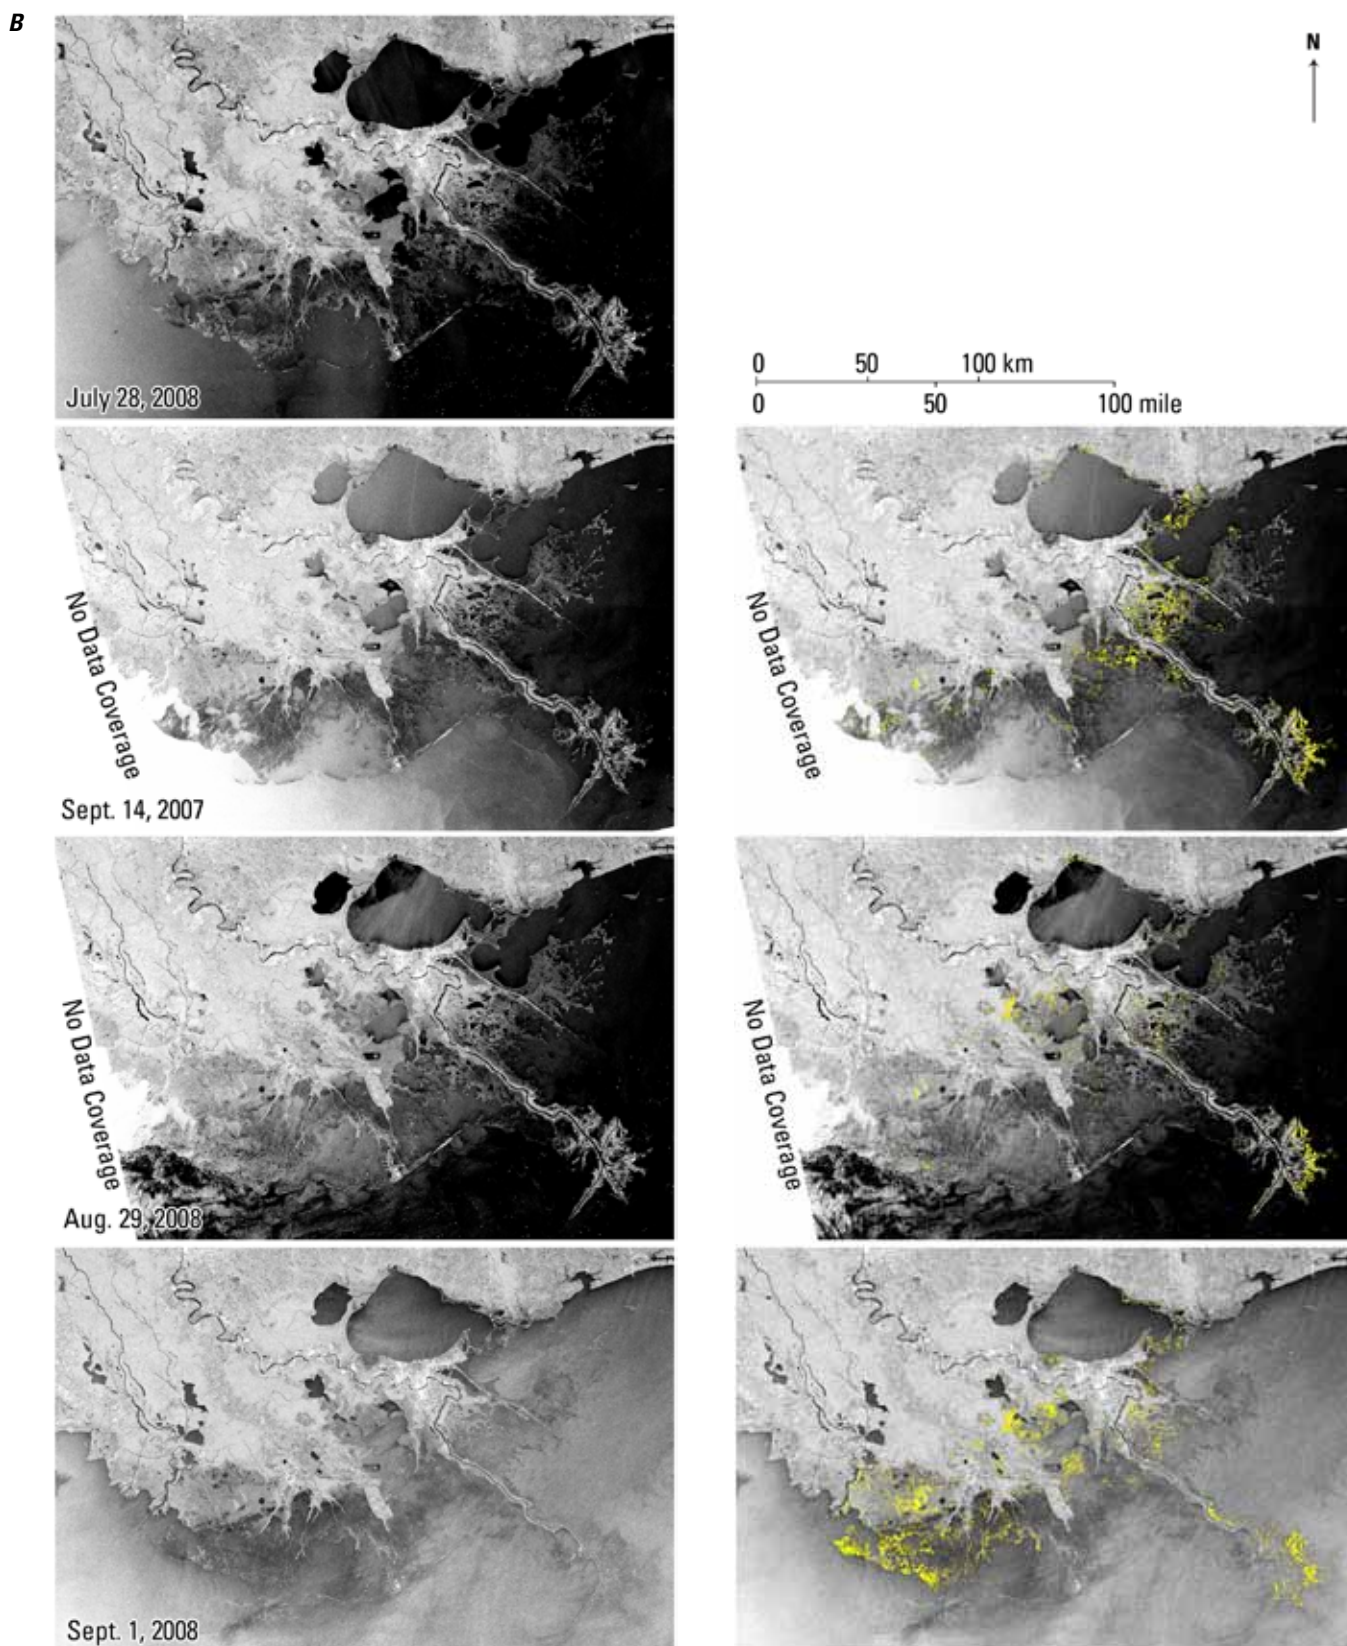 B
N
July 28, 2008
0 50 100 km
0 50 100 mile
No Data Coverage
Sept. 14, 2007
No Data Coverage
No Data Coverage
Aug. 29, 2008
No Data Coverage
Sept. 1, 2008